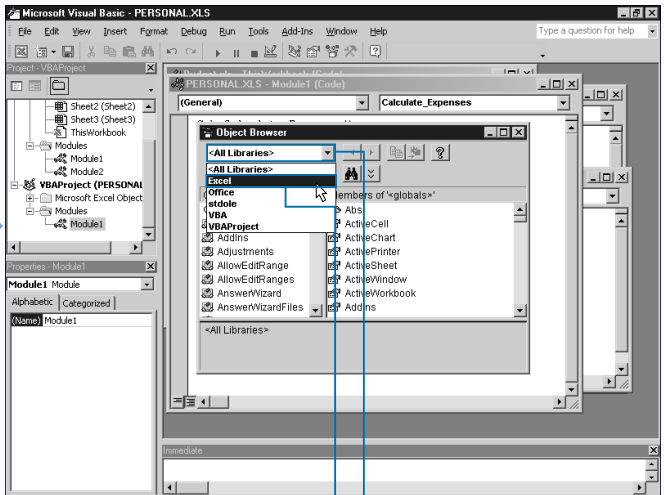 Microsoft Visual Basic - PERSONAL.XLS
File Edit View Insert Format Debug Run Tools Add-Ins Window Help
Type a question for help
Project - VBAProject
Sheet2 (Sheet2)
Sheet3 (Sheet3)
ThisWorkbook
Modules
Module1
Module2
VBAProject (PERSONAL
Microsoft Excel Object
Modules
Module1
Properties - Module1
Module1 Module
Alphabetic Categorized
(Name) Module1
PERSONAL.XLS - Module1 (Code)
(General) Calculate_Expenses
Object Browser
<All Libraries>
<All Libraries>
Excel
Office
stdole
VBA
VBAProject
AddIns
Adjustments
AllowEditRange
AllowEditRanges
AnswerWizard
AnswerWizardFiles
Members of '<globals>'
Abs
ActiveCell
ActiveChart
ActivePrinter
ActiveSheet
ActiveWindow
ActiveWorkbook
AddIns
<All Libraries>
Immediate